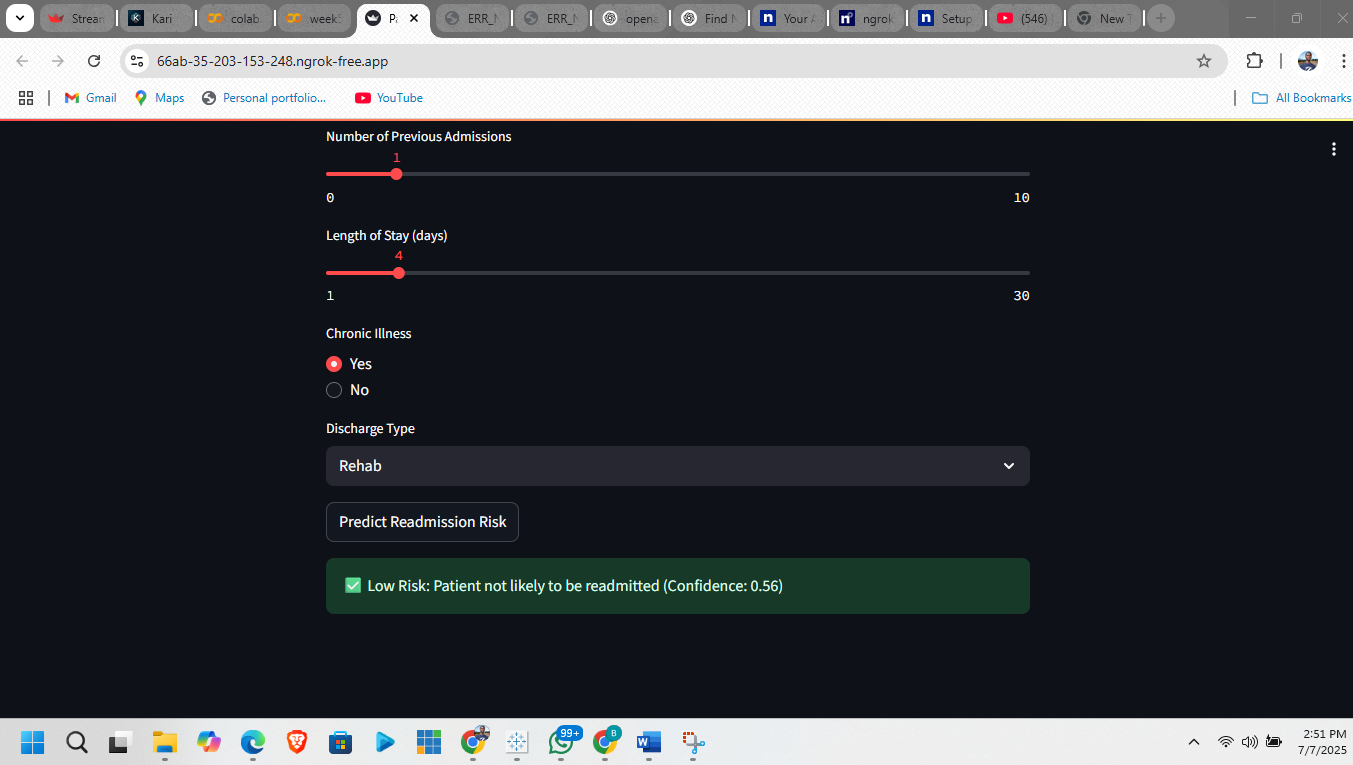 Strean
Kari
colab
week5
Pa
ERR_N
ERR_N
opena
Find N
Your A
ngrok
Setup
(546)
New T
66ab-35-203-153-248.ngrok-free.app
Gmail
Maps
Personal portfolio...
YouTube
All Bookmarks
Number of Previous Admissions
1
0 10
Length of Stay (days)
4
1 30
Chronic Illness
Yes
No
Discharge Type
Rehab
Predict Readmission Risk
✅ Low Risk: Patient not likely to be readmitted (Confidence: 0.56)
99+
B
2:51 PM
7/7/2025